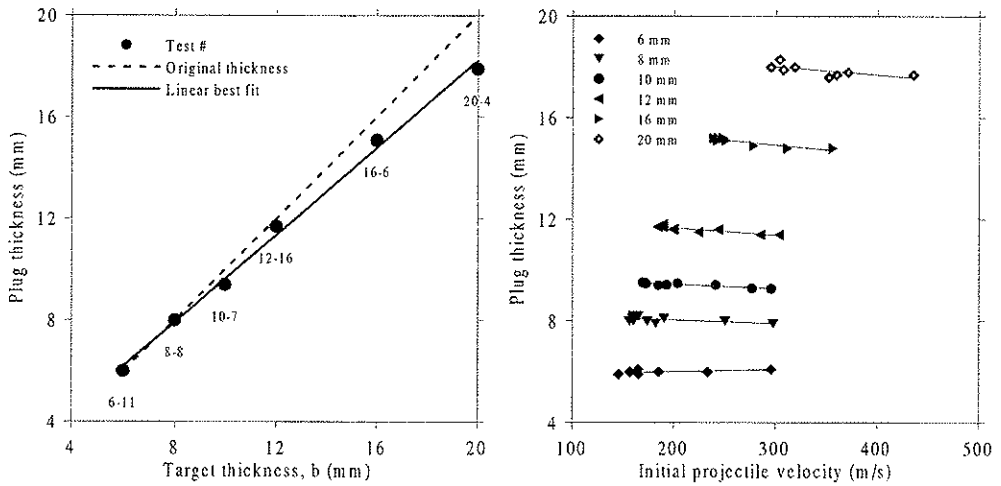 20
16
12
8
4
Plug thickness (mm)
Test #
Original thickness
Linear best fit
20-4
16-6
12-16
10-7
8-8
6-11
4 8 12 16 20
Target thickness, b (mm)
20
16
12
8
4
Plug thickness (mm)
6 mm
8 mm
10 mm
12 mm
16 mm
20 mm
100 200 300 400 500
Initial projectile velocity (m/s)